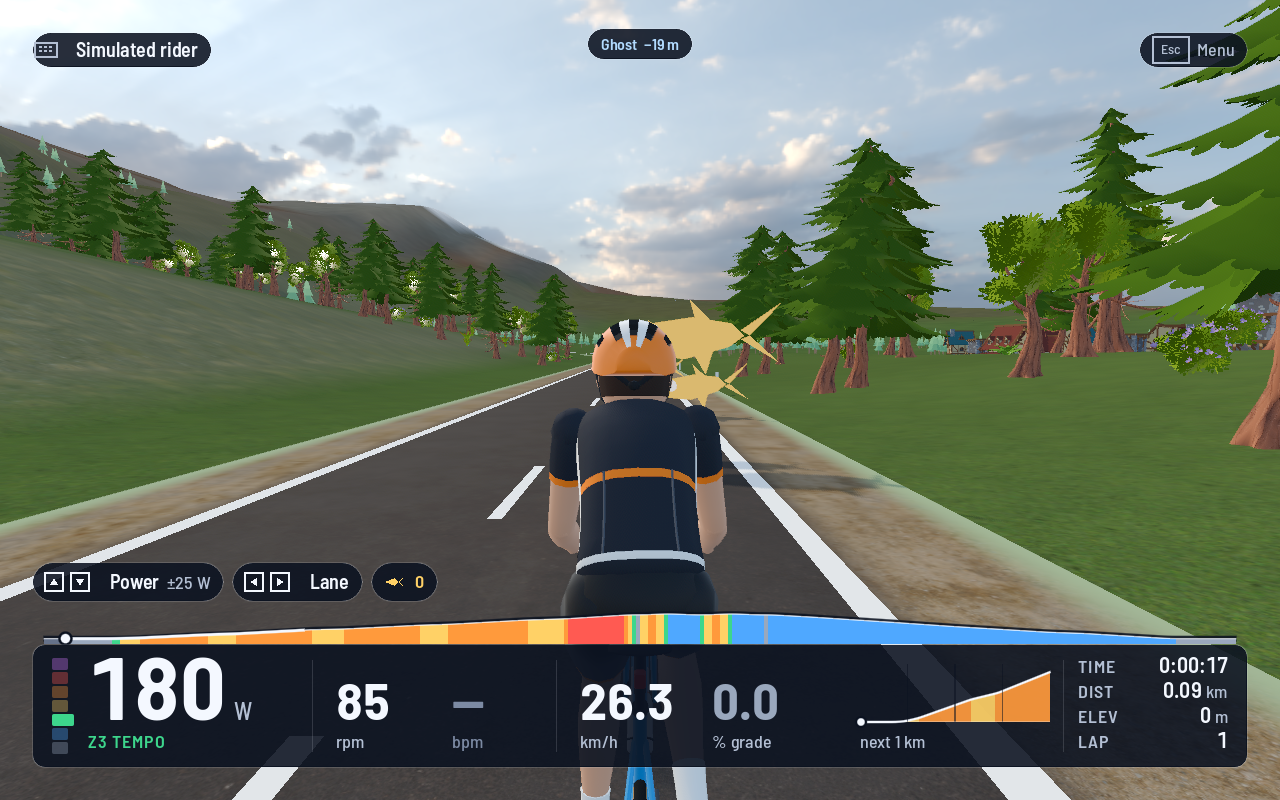 Simulated rider
Ghost −19 m
Esc Menu
Power ±25 W
Lane
0
180 W
Z3 TEMPO
85
rpm
–
bpm
26.3
km/h
0.0
% grade
next 1 km
TIME 0:00:17
DIST 0.09 km
ELEV 0 m
LAP 1